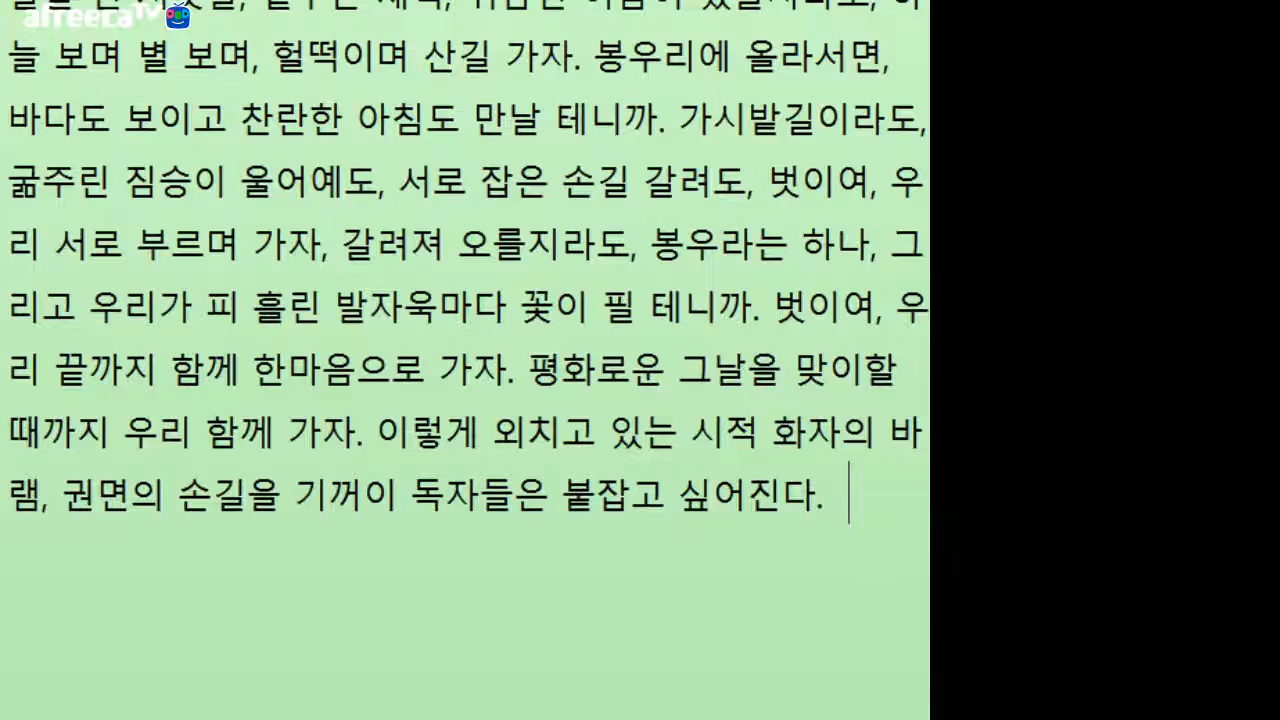 afreecaTV
늘 보며 별 보며, 헐떡이며 산길 가자. 봉우리에 올라서면,
바다도 보이고 찬란한 아침도 만날 테니까. 가시밭길이라도,
굶주린 짐승이 울어예도, 서로 잡은 손길 갈려도, 벗이여, 우
리 서로 부르며 가자, 갈려져 오를지라도, 봉우라는 하나, 그
리고 우리가 피 흘린 발자욱마다 꽃이 필 테니까. 벗이여, 우
리 끝까지 함께 한마음으로 가자. 평화로운 그날을 맞이할
때까지 우리 함께 가자. 이렇게 외치고 있는 시적 화자의 바
램, 권면의 손길을 기꺼이 독자들은 붙잡고 싶어진다.